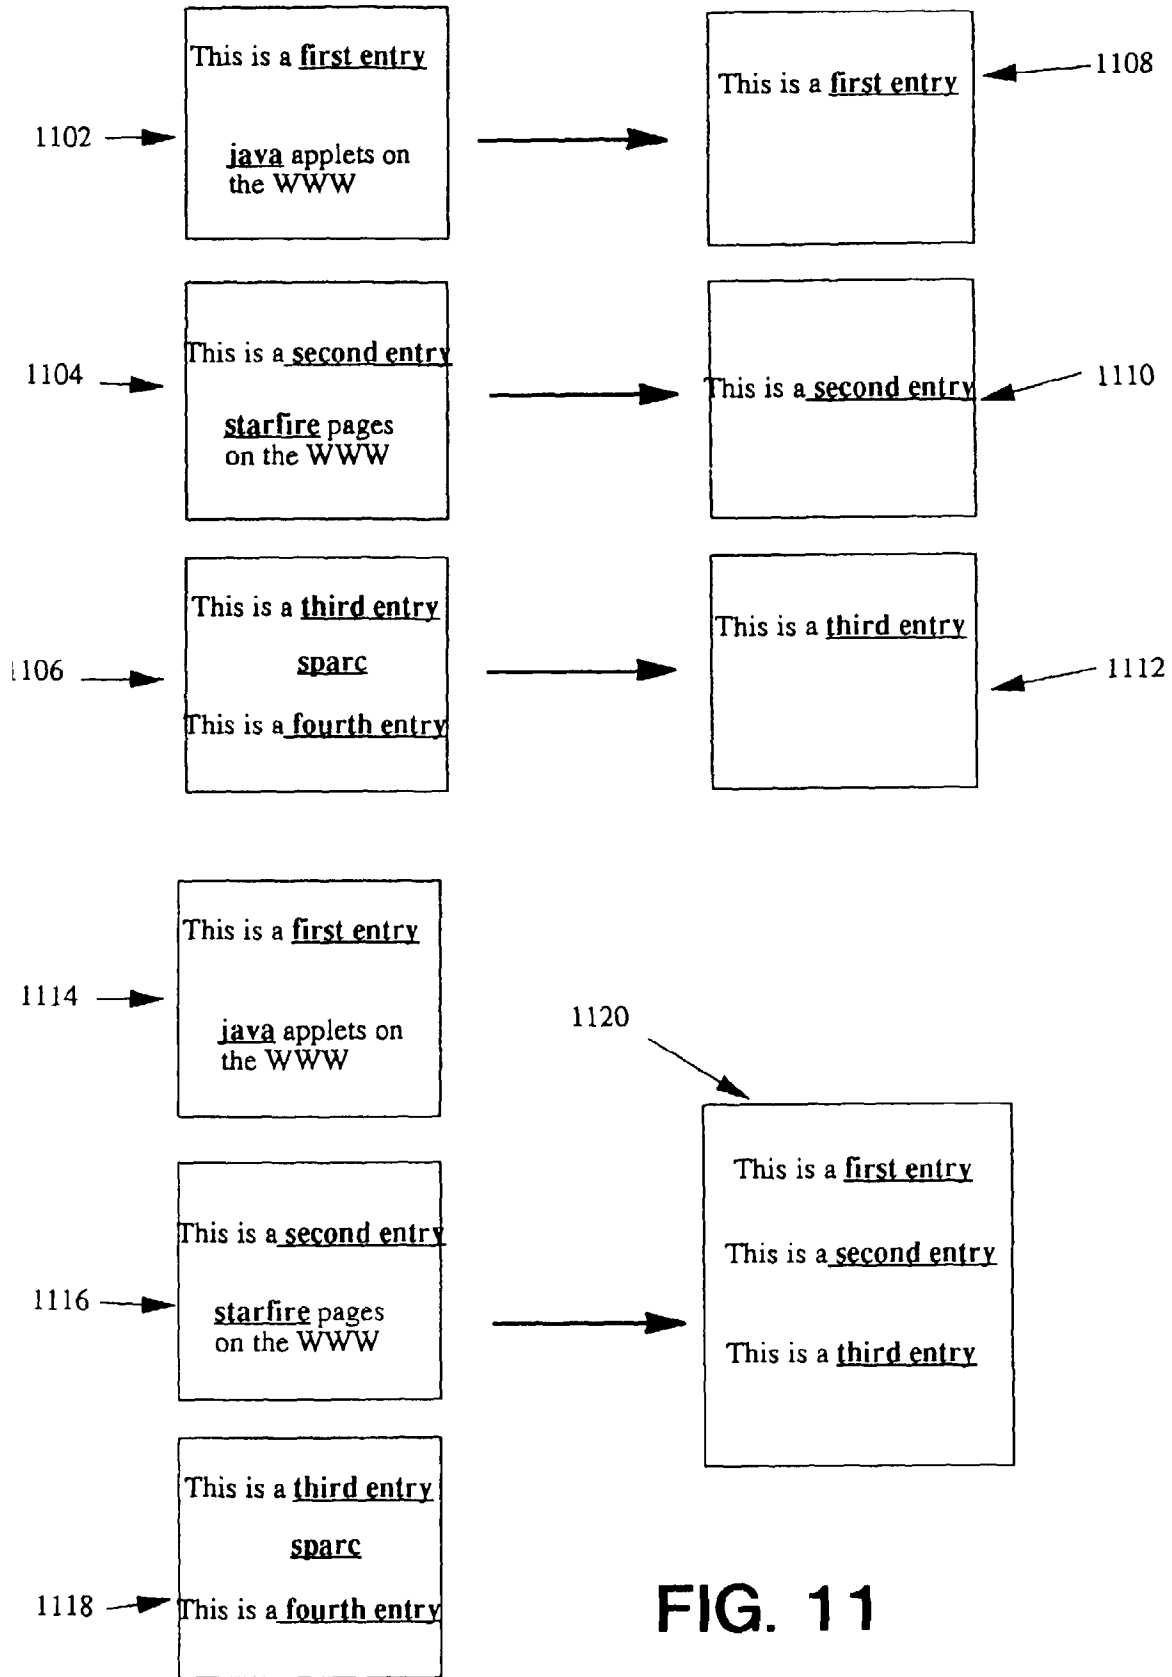 This is a first entry
This is a first entry
1108
1102
java applets on
the WWW
This is a second entry
1104
This is a second entry
1110
starfire pages
on the WWW
This is a third entry
This is a third entry
1106
sparc
1112
This is a fourth entry
This is a first entry
1114
java applets on
the WWW
1120
This is a first entry
This is a second entry
This is a second entry
1116
starfire pages
on the WWW
This is a third entry
This is a third entry
sparc
1118
This is a fourth entry
FIG. 11